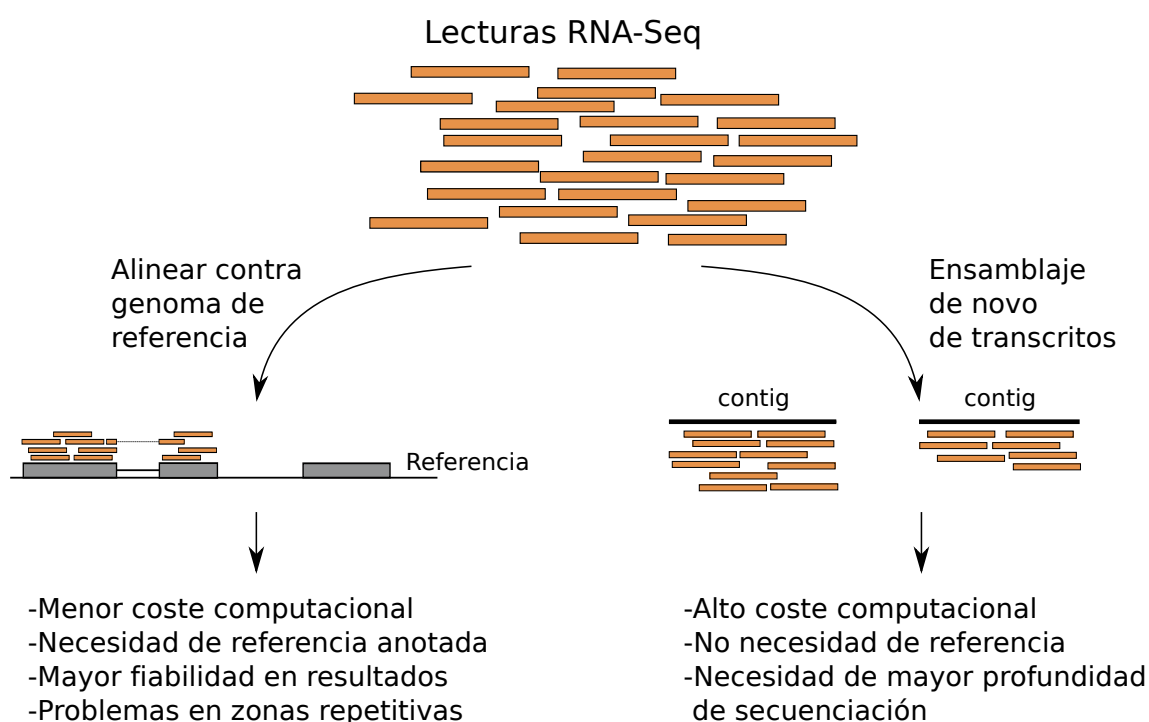 Lecturas RNA-Seq
Alinear contra
genoma de
referencia
Ensamblaje
de novo
de transcritos
contig
contig
Referencia
-Menor coste computacional
-Necesidad de referencia anotada
-Mayor fiabilidad en resultados
-Problemas en zonas repetitivas
-Alto coste computacional
-No necesidad de referencia
-Necesidad de mayor profundidad
de secuenciación